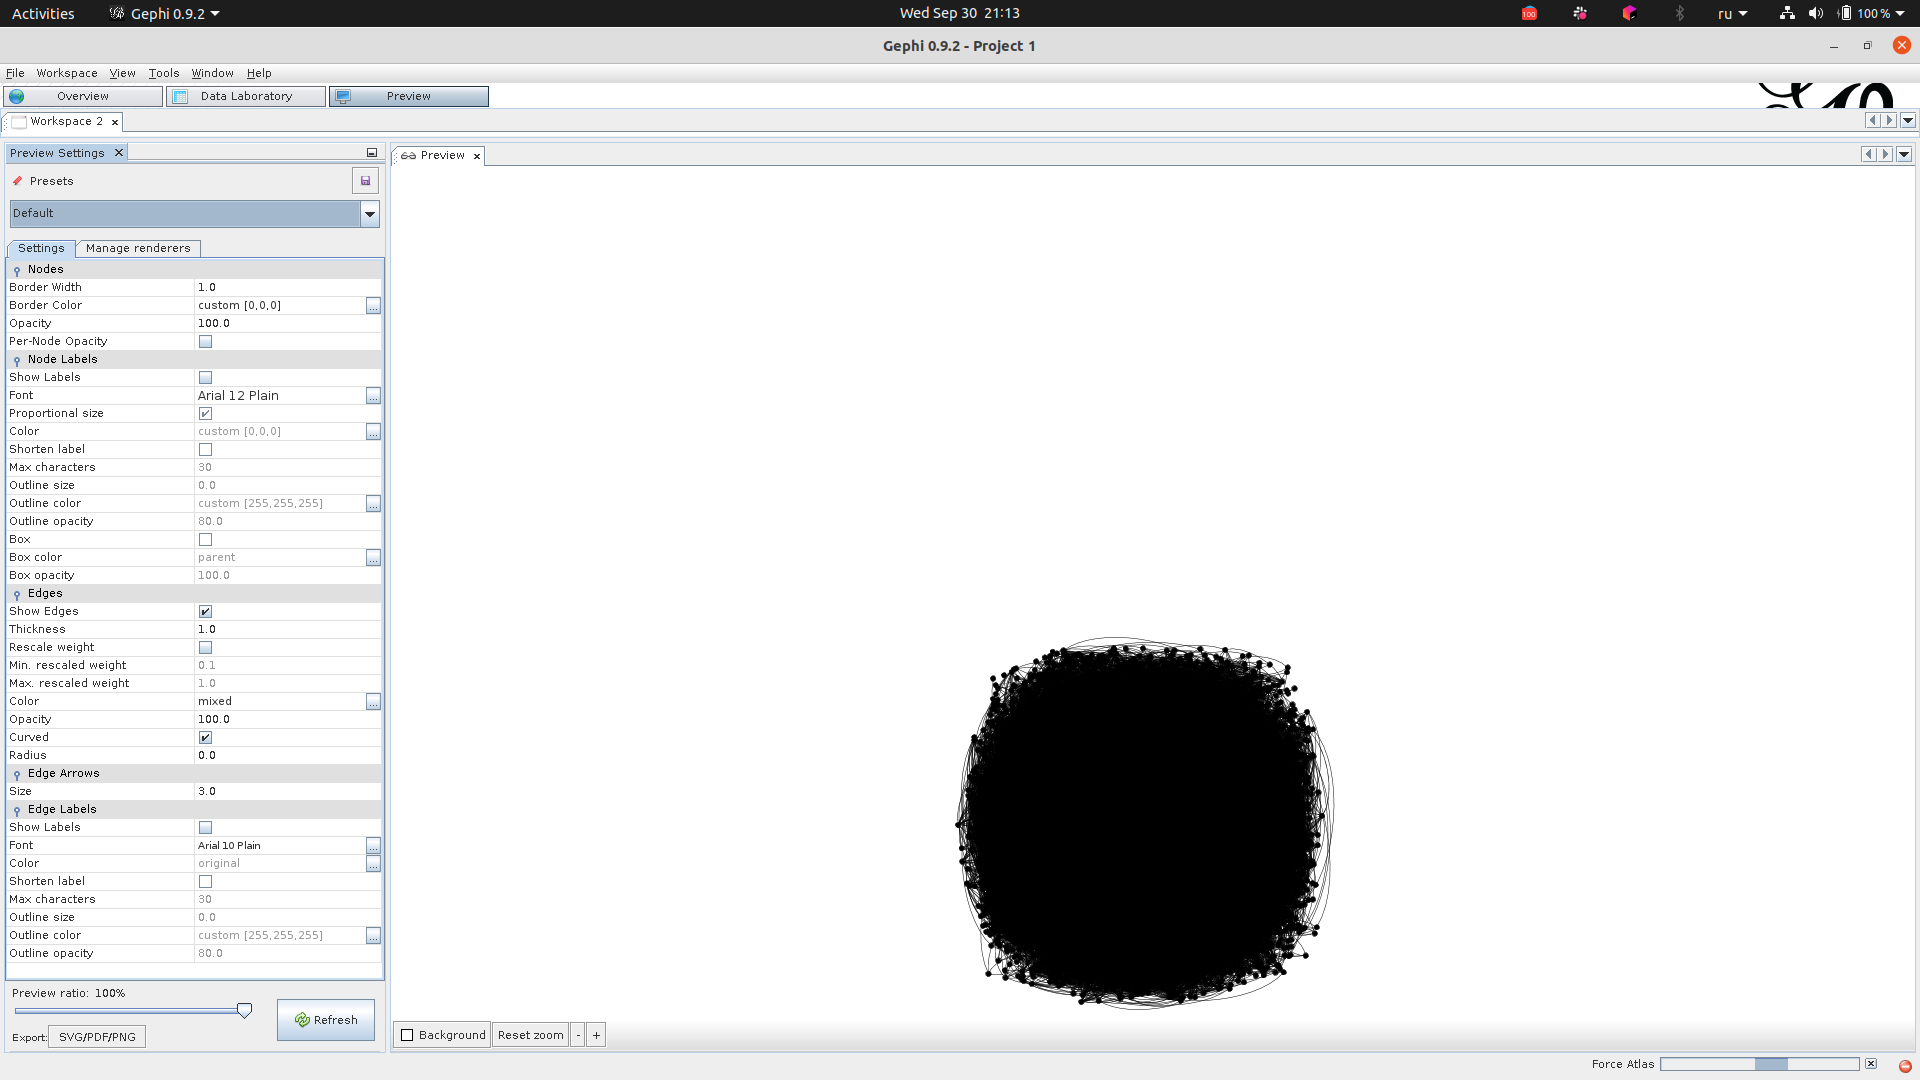 Activities Gephi 0.9.2 Wed Sep 30 21:13 100 ru 100 %
Gephi 0.9.2 - Project 1
File Workspace View Tools Window Help
Overview Data Laboratory Preview
Workspace 2
Preview Settings
Preview
Presets
Default
Settings Manage renderers
Nodes
Border Width 1.0
Border Color custom [0,0,0] ...
Opacity 100.0
Per-Node Opacity
Node Labels
Show Labels
Font Arial 12 Plain ...
Proportional size
Color custom [0,0,0] ...
Shorten label
Max characters 30
Outline size 0.0
Outline color custom [255,255,255] ...
Outline opacity 80.0
Box
Box color parent ...
Box opacity 100.0
Edges
Show Edges
Thickness 1.0
Rescale weight
Min. rescaled weight 0.1
Max. rescaled weight 1.0
Color mixed ...
Opacity 100.0
Curved
Radius 0.0
Edge Arrows
Size 3.0
Edge Labels
Show Labels
Font Arial 10 Plain ...
Color original ...
Shorten label
Max characters 30
Outline size 0.0
Outline color custom [255,255,255] ...
Outline opacity 80.0
Preview ratio: 100%
Refresh
Export: SVG/PDF/PNG
Background Reset zoom - +
Force Atlas